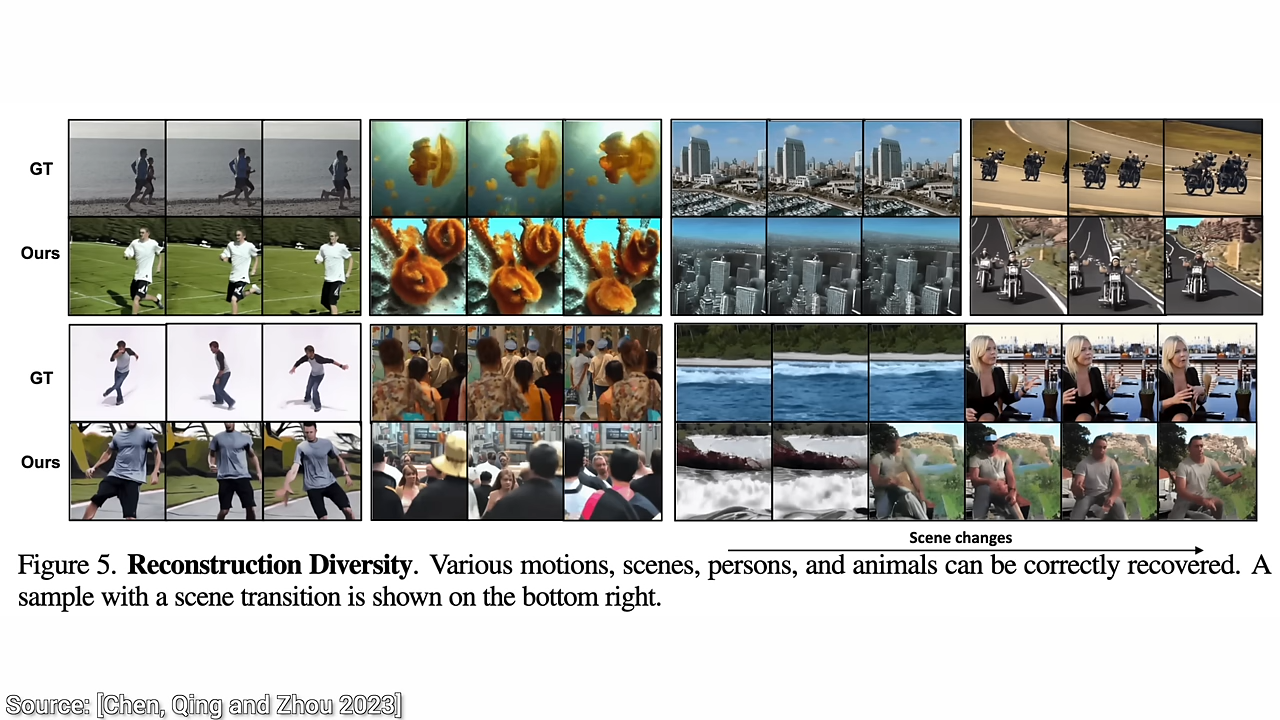 GT
Ours
GT
Ours
Scene changes
Figure 5. Reconstruction Diversity. Various motions, scenes, persons, and animals can be correctly recovered. A
sample with a scene transition is shown on the bottom right.
Source: [Chen, Qing and Zhou 2023]